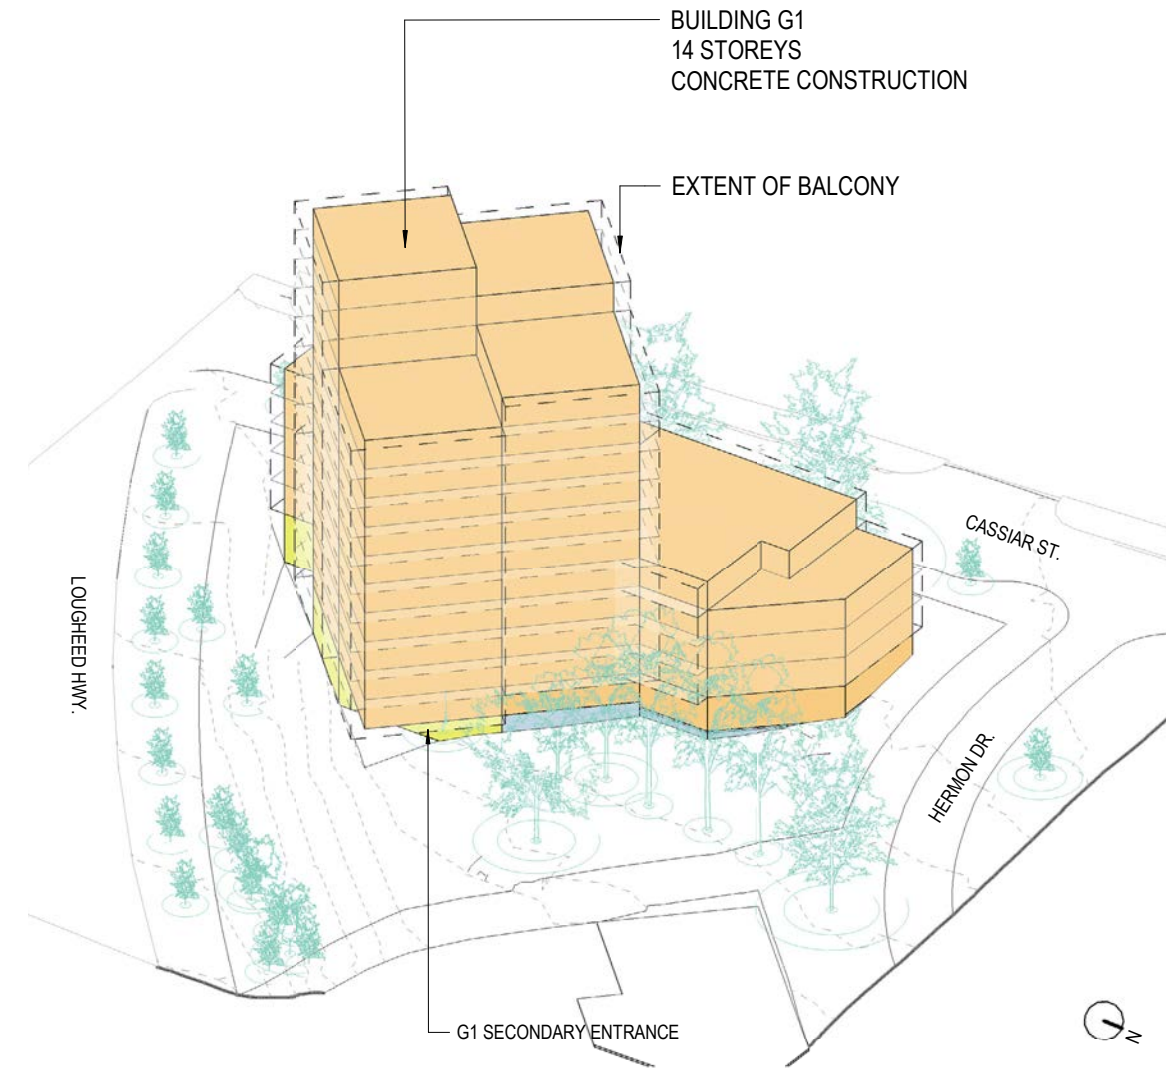 BUILDING G1
14 STOREYS
CONCRETE CONSTRUCTION
EXTENT OF BALCONY
CASSIAR ST.
LOUGHEED HWY.
HERMON DR.
G1 SECONDARY ENTRANCE
N